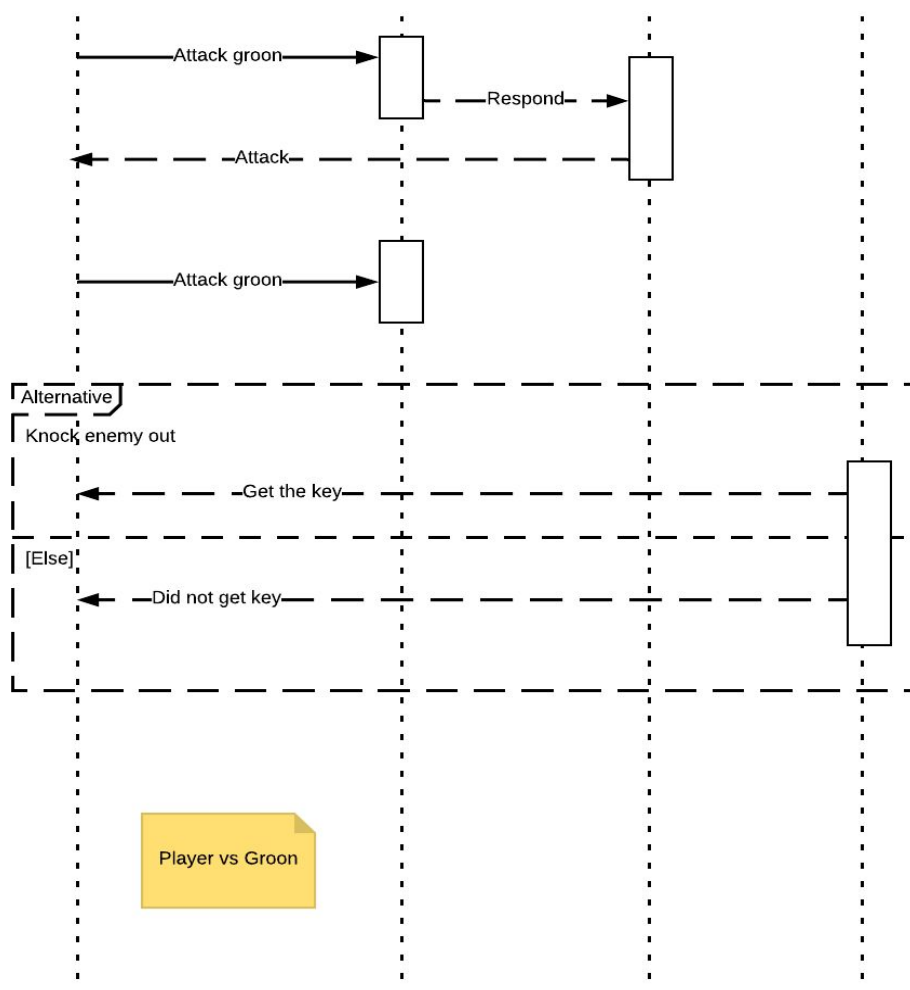 Attack groon
Respond
Attack
Attack groon
Alternative
Knock enemy out
Get the key
[Else]
Did not get key
Player vs Groon